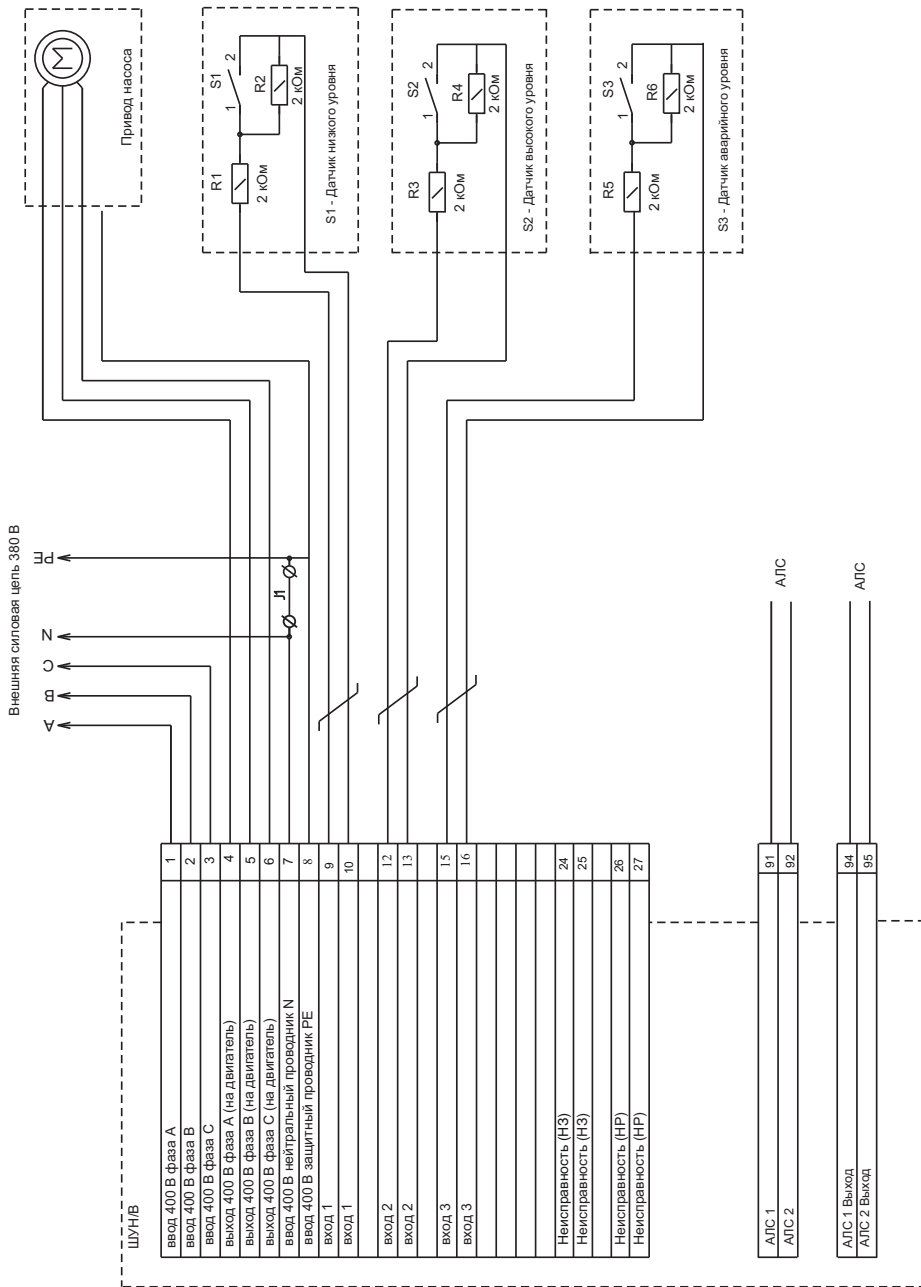 ШУН/В
ввод 400 В фаза А 1
ввод 400 В фаза В 2
ввод 400 В фаза С 3
выход 400 В фаза А (на двигатель) 4
выход 400 В фаза В (на двигатель) 5
выход 400 В фаза С (на двигатель) 6
ввод 400 В нейтральный проводник N 7
ввод 400 В защитный проводник PE 8
вход 1 9
вход 1 10
вход 2 12
вход 2 13
вход 3 15
вход 3 16
Неисправность (НЗ) 24
Неисправность (НЗ) 25
Неисправность (НР) 26
Неисправность (НР) 27
АЛС 1 91
АЛС 2 92
АЛС 1 Выход 94
АЛС 2 Выход 95
Внешняя силовая цепь 380 В
A
B
C
N
PE
J1
АЛС
АЛС
M
Привод насоса
R1
2 кОм
S1
1 2
R2
2 кОм
S1 - Датчик низкого уровня
R3
2 кОм
S2
1 2
R4
2 кОм
S2 - Датчик высокого уровня
R5
2 кОм
S3
1 2
R6
2 кОм
S3 - Датчик аварийного уровня